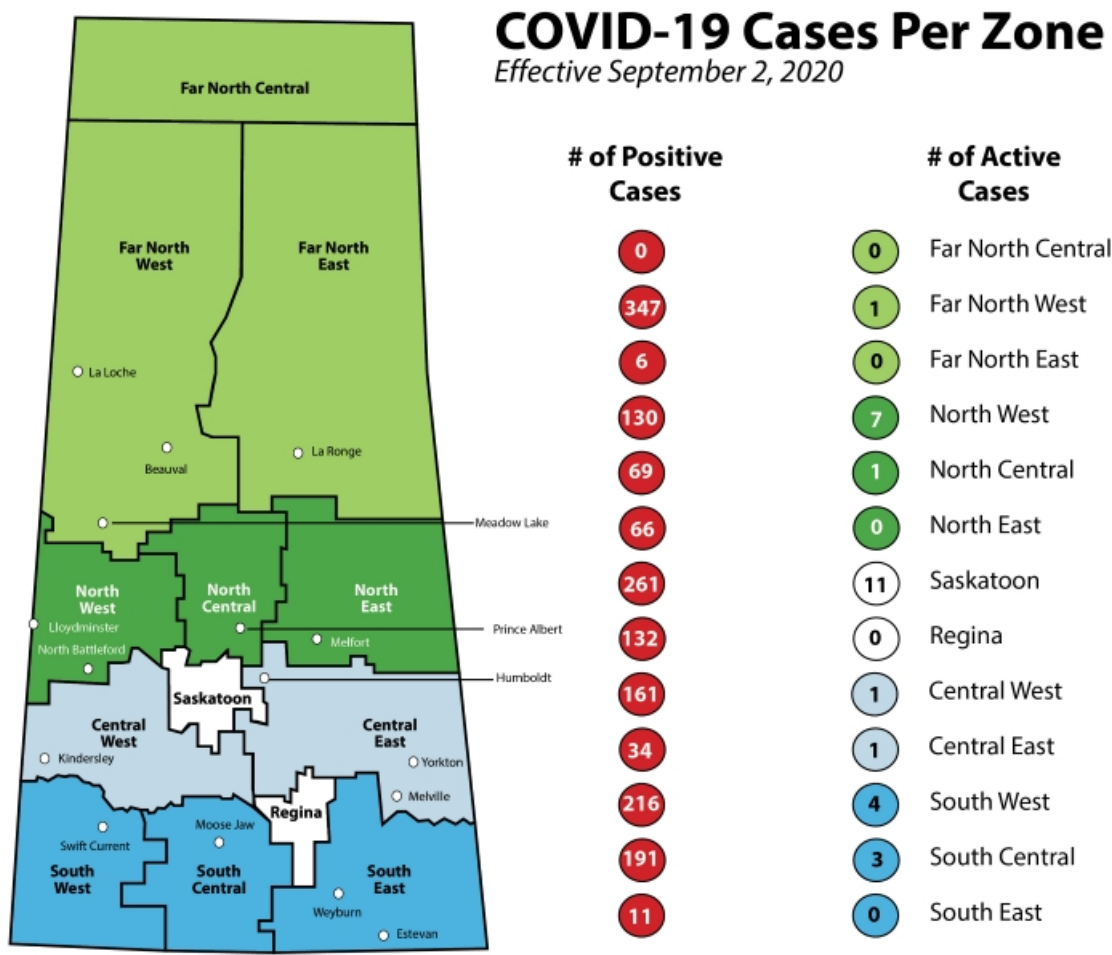 COVID-19 Cases Per Zone
Effective September 2, 2020
Far North Central
Far North
West
Far North
East
La Loche
Beauval
La Ronge
Meadow Lake
North
West
North
Central
North
East
Lloydminster
North Battleford
Prince Albert
Melfort
Humboldt
Saskatoon
Central
West
Central
East
Kindersley
Yorkton
Melville
Regina
Moose Jaw
Swift Current
South
West
South
Central
South
East
Weyburn
Estevan
# of Positive
Cases
# of Active
Cases
0 0 Far North Central
347 1 Far North West
6 0 Far North East
130 7 North West
69 1 North Central
66 0 North East
261 11 Saskatoon
132 0 Regina
161 1 Central West
34 1 Central East
216 4 South West
191 3 South Central
11 0 South East